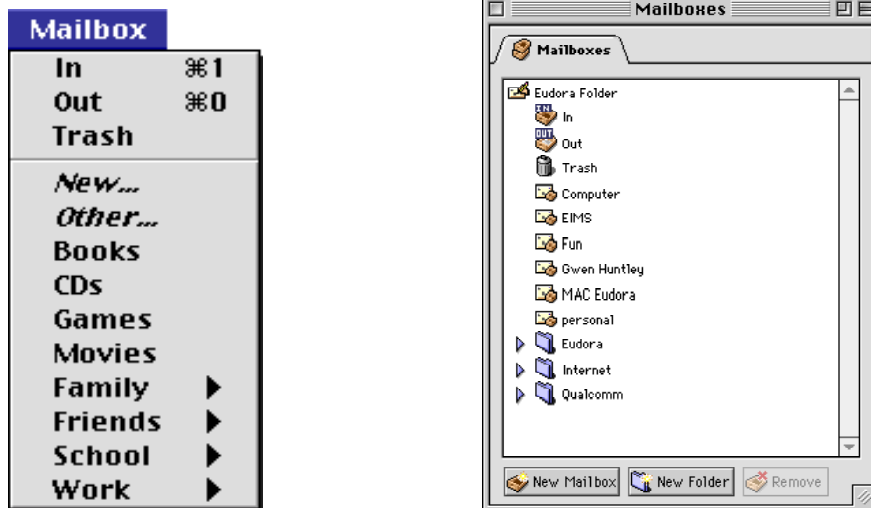 Mailbox
In ⌘1
Out ⌘0
Trash
New...
Other...
Books
CDs
Games
Movies
Family
Friends
School
Work
Mailboxes
Mailboxes
Eudora Folder
IN
In
OUT
Out
Trash
Computer
EIMS
Fun
Gwen Huntley
MAC Eudora
personal
Eudora
Internet
Qualcomm
New Mailbox New Folder Remove